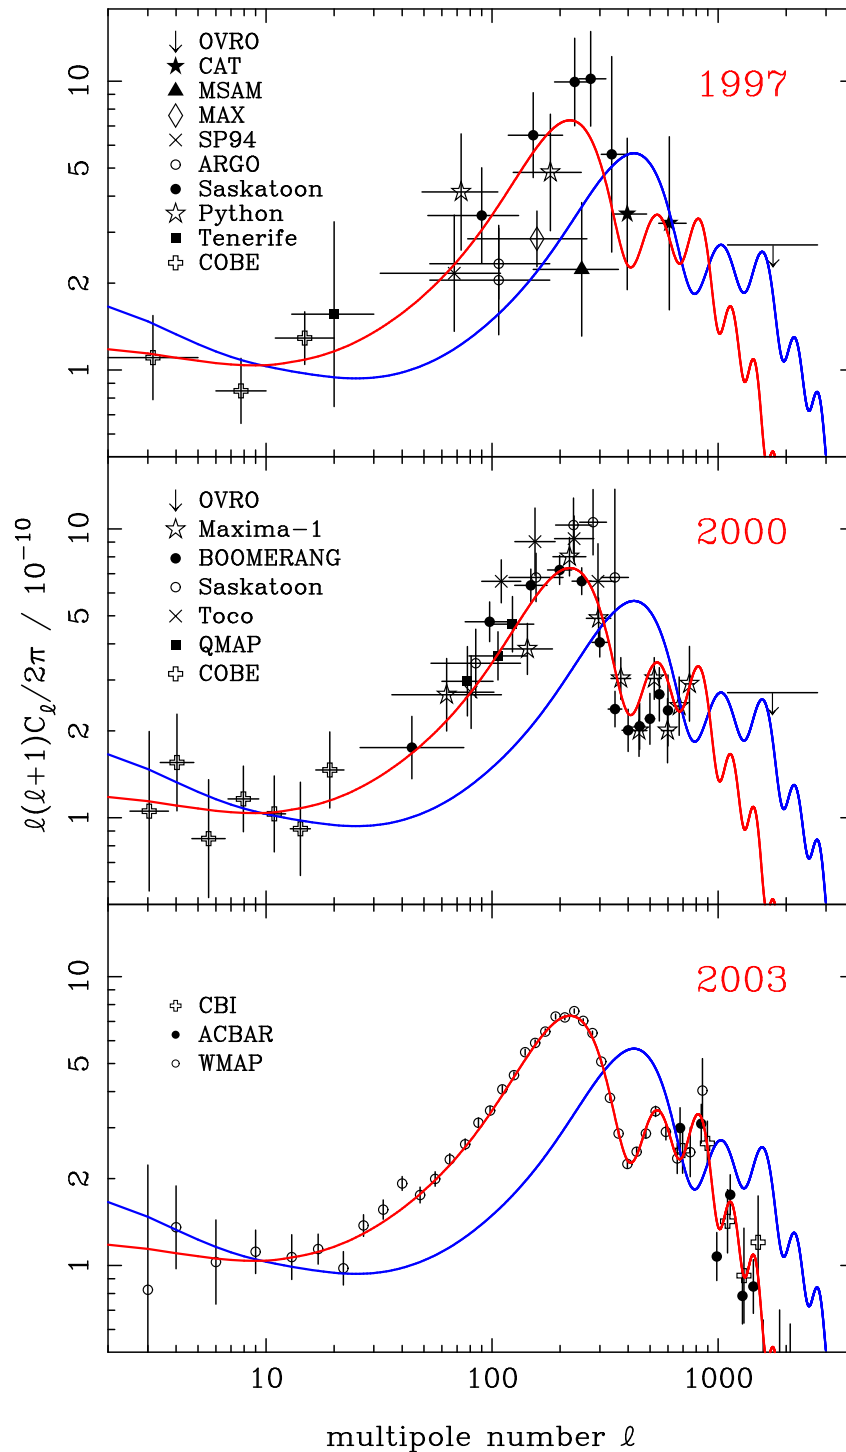 1997
OVRO
CAT
MSAM
MAX
SP94
ARGO
Saskatoon
Python
Tenerife
COBE
10
5
2
1
2000
OVRO
Maxima-1
BOOMERANG
Saskatoon
Toco
QMAP
COBE
10
5
2
1
ℓ(ℓ+1)Cℓ/2π / 10⁻¹⁰
2003
CBI
ACBAR
WMAP
10
5
2
1
10 100 1000
multipole number ℓ